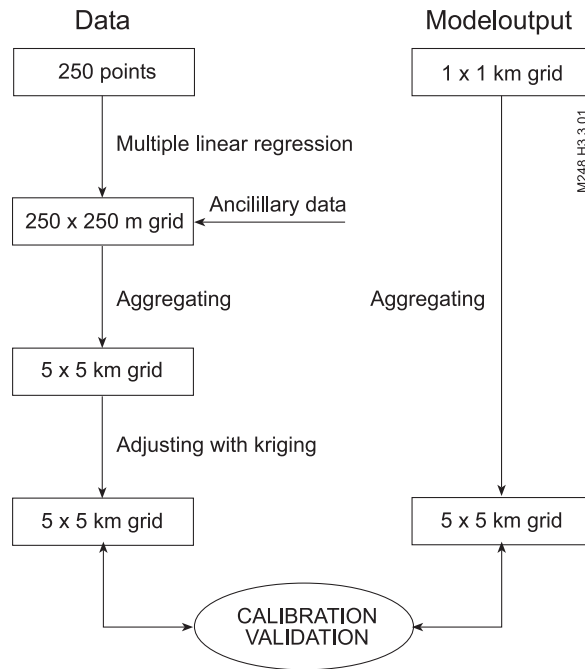 Data
Modeloutput
250 points
1 x 1 km grid
M248.H3.3.01
Multiple linear regression
Ancilillary data
250 x 250 m grid
Aggregating
Aggregating
5 x 5 km grid
Adjusting with kriging
5 x 5 km grid
5 x 5 km grid
CALIBRATION
VALIDATION